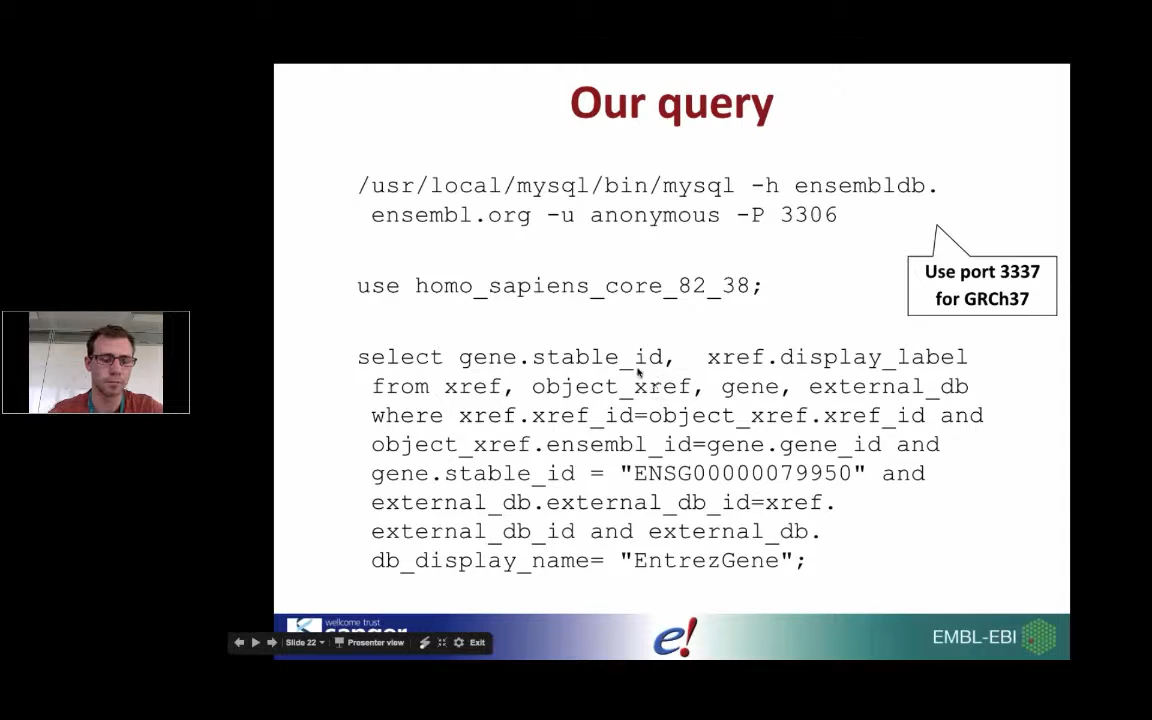 Our query
/usr/local/mysql/bin/mysql -h ensembldb.
ensembl.org -u anonymous -P 3306
Use port 3337
for GRCh37
use homo_sapiens_core_82_38;
select gene.stable_id,  xref.display_label
from xref, object_xref, gene, external_db
where xref.xref_id=object_xref.xref_id and
object_xref.ensembl_id=gene.gene_id and
gene.stable_id = "ENSG00000079950" and
external_db.external_db_id=xref.
external_db_id and external_db.
db_display_name= "EntrezGene";
wellcome trust
sanger
e!
EMBL-EBI
Slide 22
Presenter view
Exit